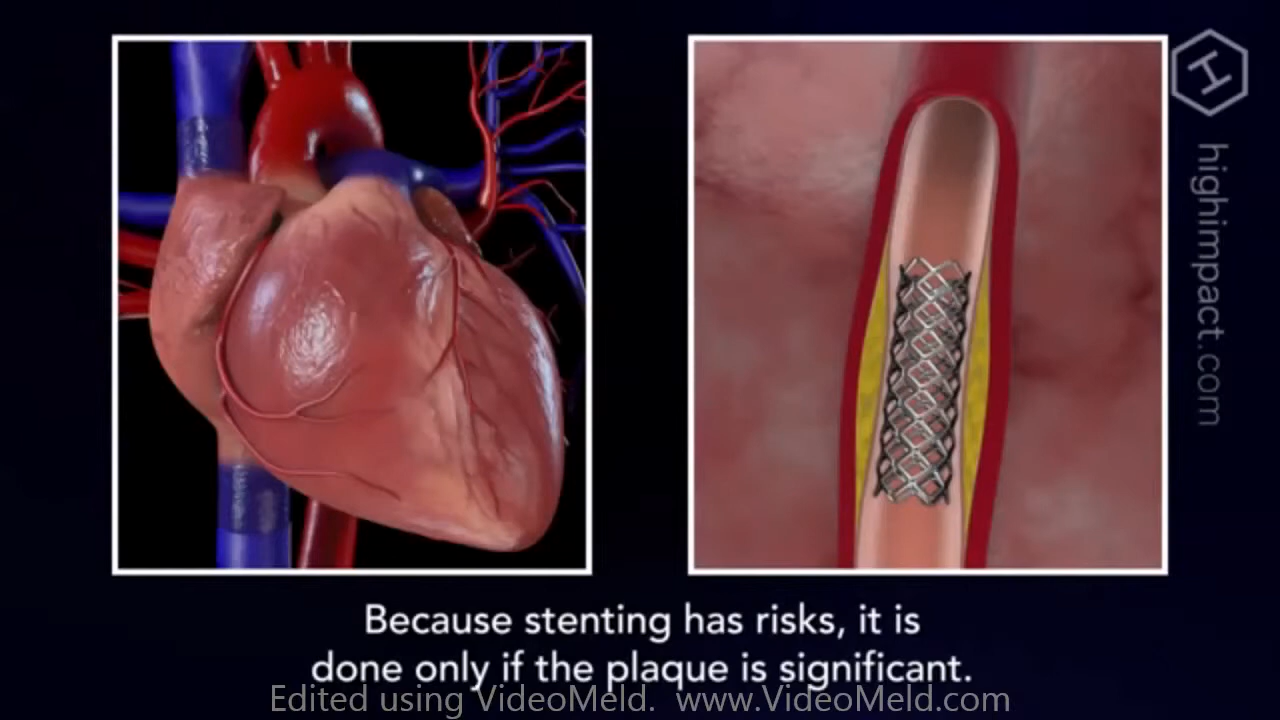 highimpact.com
Because stenting has risks, it is
done only if the plaque is significant.
Edited using VideoMeld.  www.VideoMeld.com